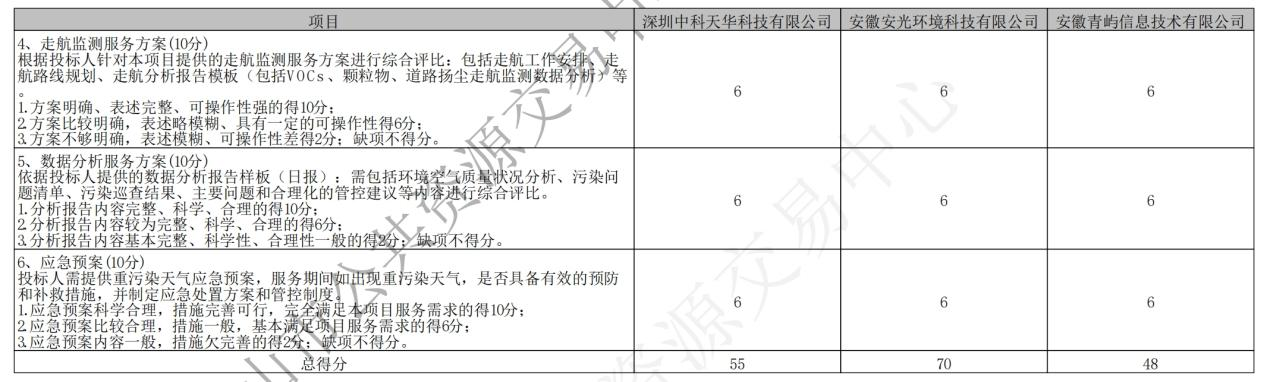 项目 深圳中科天华科技有限公司 安徽安光环境科技有限公司 安徽青屿信息技术有限公司
4、走航监测服务方案(10分)
根据投标人针对本项目提供的走航监测服务方案进行综合评比：包括走航工作安排、走
航路线规划、走航分析报告模板（包括VOCs、颗粒物、道路扬尘走航监测数据分析）等
。
1.方案明确、表述完整、可操作性强的得10分；
2.方案比较明确，表述略模糊、具有一定的可操作性得6分；
3.方案不够明确，表述模糊、可操作性差得2分；缺项不得分。
6 6 6
5、数据分析服务方案(10分)
依据投标人提供的数据分析报告样板（日报）：需包括环境空气质量状况分析、污染问
题清单、污染巡查结果、主要问题和合理化的管控建议等内容进行综合评比。
1.分析报告内容完整、科学、合理的得10分；
2.分析报告内容较为完整、科学、合理的得6分；
3.分析报告内容基本完整、科学性、合理性一般的得2分；缺项不得分。
6 6 6
6、应急预案(10分)
投标人需提供重污染天气应急预案，服务期间如出现重污染天气，是否具备有效的预防
和补救措施，并制定应急处置方案和管控制度。
1.应急预案科学合理，措施完善可行，完全满足本项目服务需求的得10分；
2.应急预案比较合理，措施一般，基本满足项目服务需求的得6分；
3.应急预案内容一般，措施欠完善的得2分；缺项不得分。
6 6 6
总得分 55 70 48
山市公共资源交易中
资源交易中心